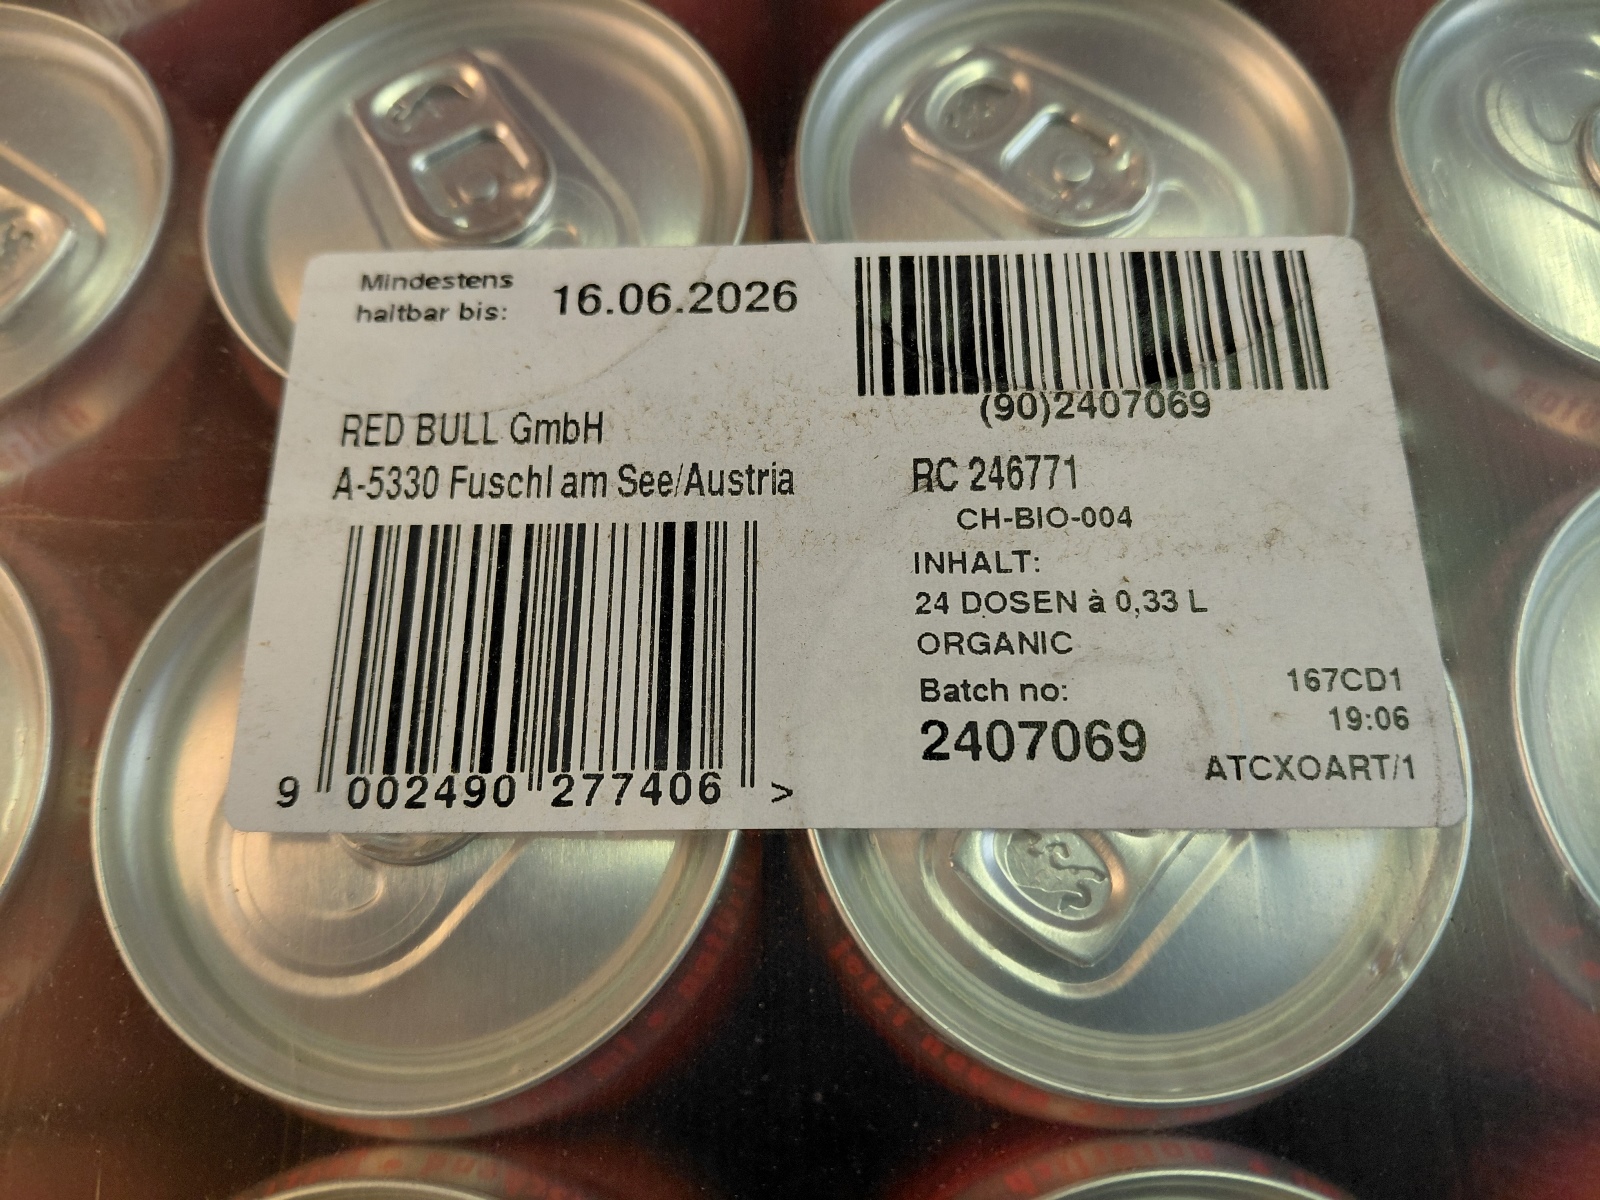 Mindestens
haltbar bis: 16.06.2026
(90)2407069
RED BULL GmbH
A-5330 Fuschl am See/Austria
RC 246771
CH-BIO-004
INHALT:
24 DOSEN à 0,33 L
ORGANIC
Batch no:
2407069
167CD1
19:06
ATCXOART/1
9 002490 277406 >